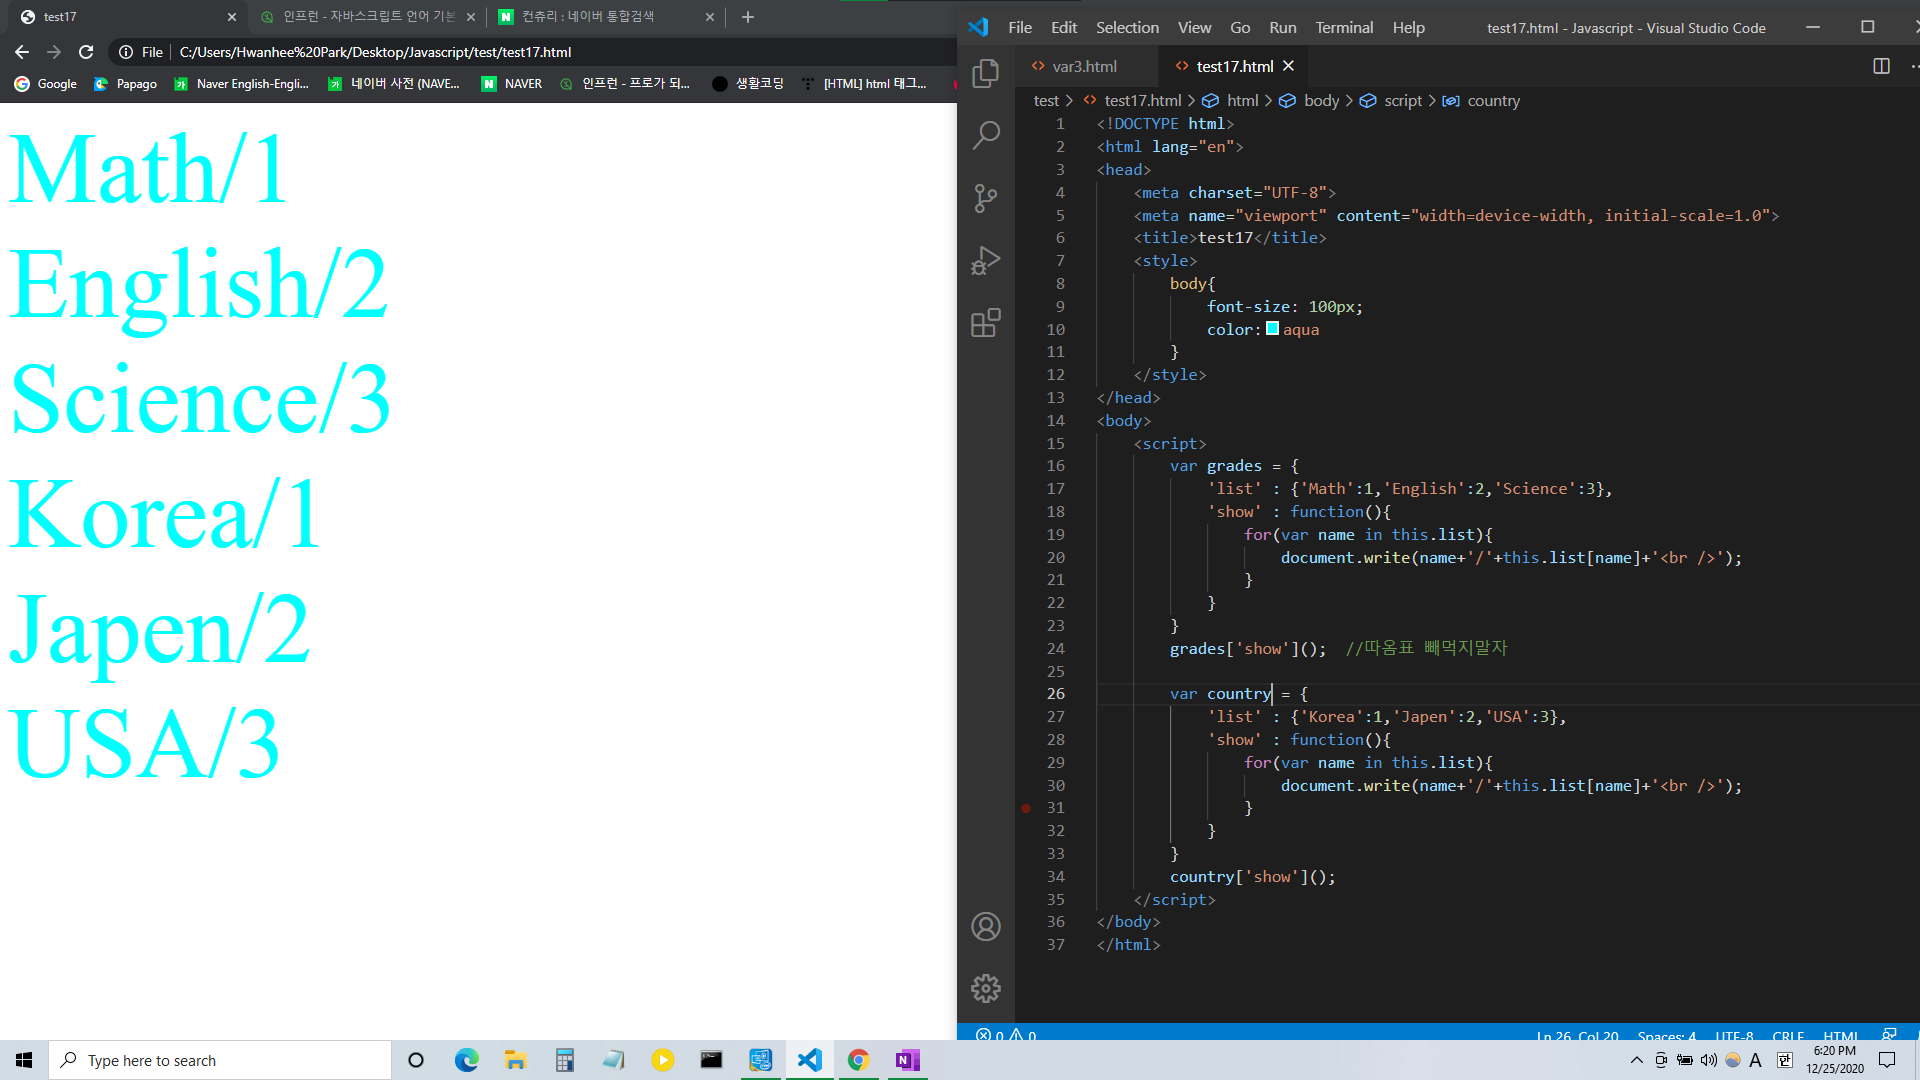 test17
인프런 - 자바스크립트 언어 기본
컨츄리 : 네이버 통합검색
File C:/Users/Hwanhee%20Park/Desktop/Javascript/test/test17.html
Google Papago Naver English-Engli... 네이버 사전 (NAVE... NAVER 인프런 - 프로가 되... 생활코딩 [HTML] html 태그...
Math/1
English/2
Science/3
Korea/1
Japen/2
USA/3
File Edit Selection View Go Run Terminal Help test17.html - Javascript - Visual Studio Code
var3.html test17.html
test > test17.html > html > body > script > country
1 <!DOCTYPE html>
2 <html lang="en">
3 <head>
4 <meta charset="UTF-8">
5 <meta name="viewport" content="width=device-width, initial-scale=1.0">
6 <title>test17</title>
7 <style>
8 body{
9 font-size: 100px;
10 color: aqua
11 }
12 </style>
13 </head>
14 <body>
15 <script>
16 var grades = {
17 'list' : {'Math':1,'English':2,'Science':3},
18 'show' : function(){
19 for(var name in this.list){
20 document.write(name+'/'+this.list[name]+'<br />');
21 }
22 }
23 }
24 grades['show'](); //따옴표 빼먹지말자
25
26 var country = {
27 'list' : {'Korea':1,'Japen':2,'USA':3},
28 'show' : function(){
29 for(var name in this.list){
30 document.write(name+'/'+this.list[name]+'<br />');
31 }
32 }
33 }
34 country['show']();
35 </script>
36 </body>
37 </html>
0 0 Ln 26, Col 20 Spaces: 4 UTF-8 CRLF HTML
Type here to search
A 한 6:20 PM
12/25/2020